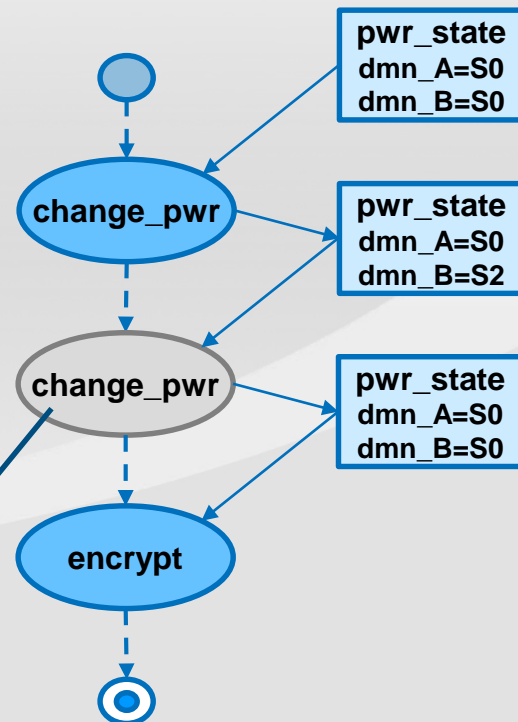 pwr_state
dmn_A=S0
dmn_B=S0
change_pwr
pwr_state
dmn_A=S0
dmn_B=S2
change_pwr
pwr_state
dmn_A=S0
dmn_B=S0
encrypt